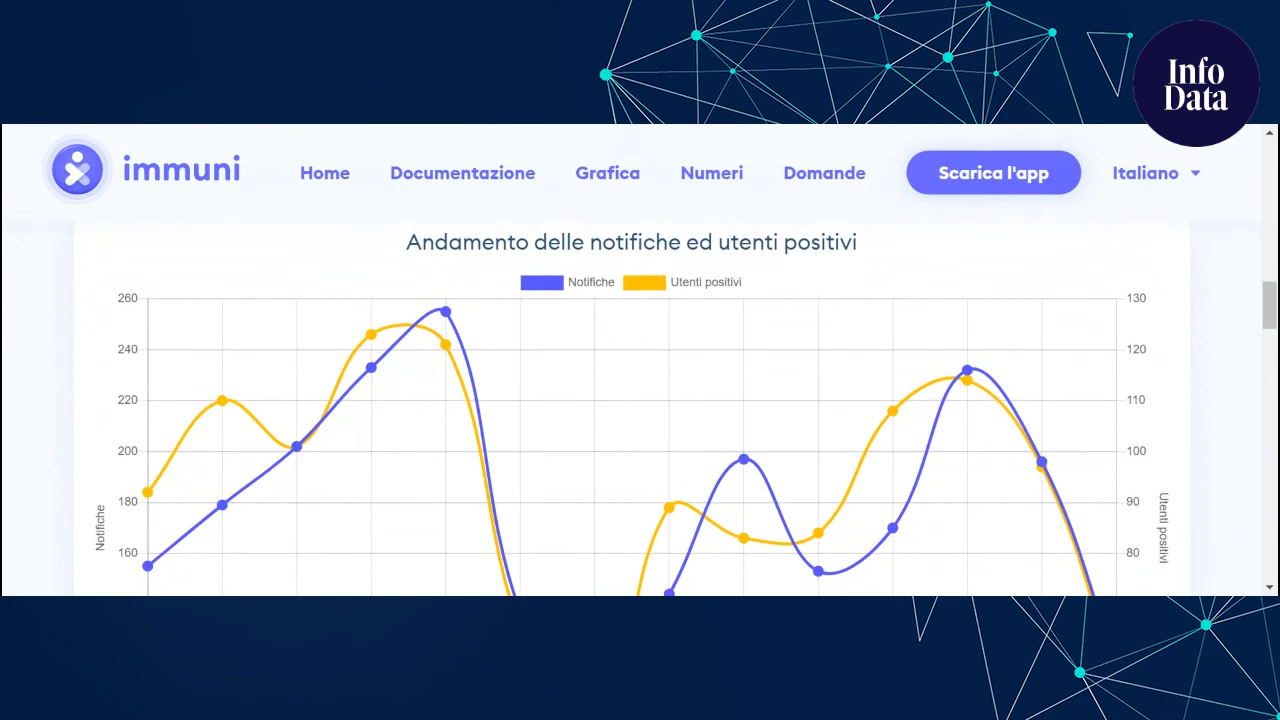 Info
Data
immuni
Home
Documentazione
Grafica
Numeri
Domande
Scarica l'app
Italiano
Andamento delle notifiche ed utenti positivi
Notifiche
Utenti positivi
260
240
220
200
180
160
Notifiche
130
120
110
100
90
80
Utenti positivi